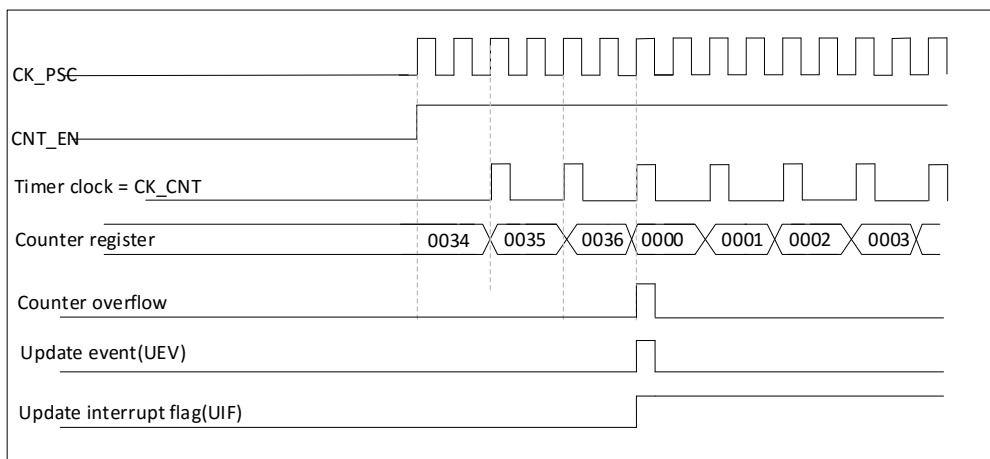 CK_PSC
CNT_EN
Timer clock = CK_CNT
Counter register
0034 0035 0036 0000 0001 0002 0003
Counter overflow
Update event(UEV)
Update interrupt flag(UIF)